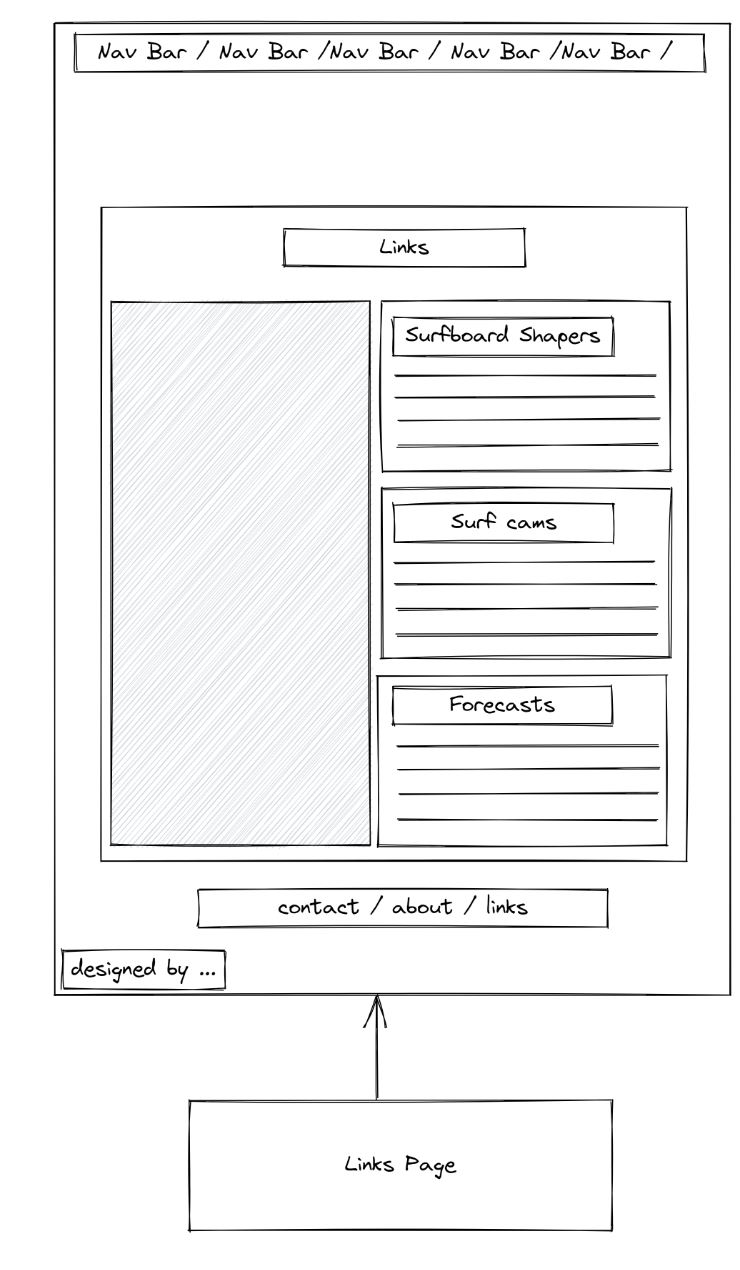 Nav Bar / Nav Bar /Nav Bar / Nav Bar /Nav Bar /
Links
Surfboard Shapers
Surf cams
Forecasts
contact / about / links
designed by ...
Links Page